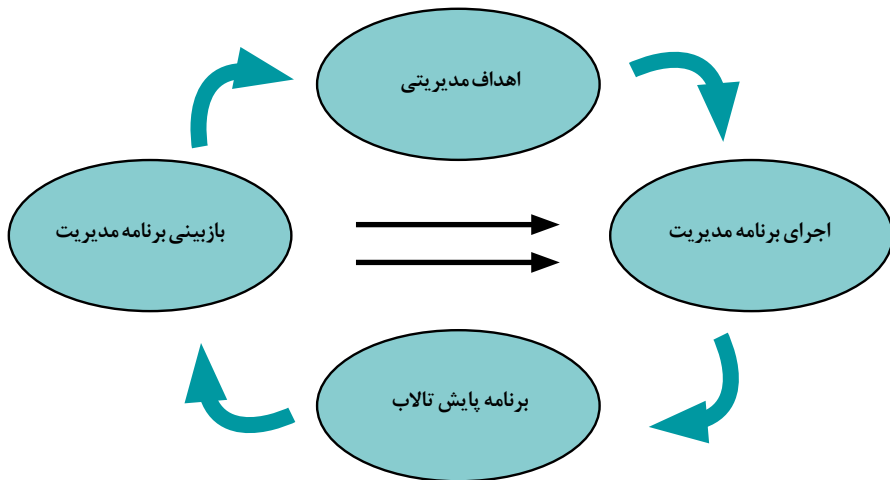 اهداف مدیریتی
اجرای برنامه مدیریت
بازبینی برنامه مدیریت
برنامه پایش تالاب